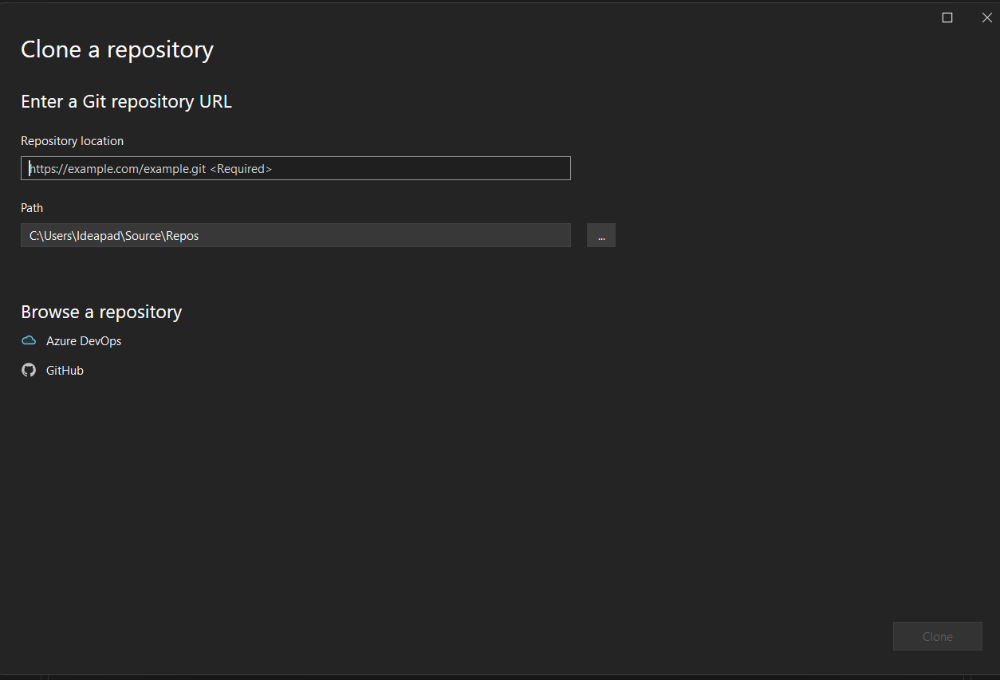 Clone a repository
Enter a Git repository URL
Repository location
https://example.com/example.git <Required>
Path
C:\Users\Ideapad\Source\Repos
...
Browse a repository
Azure DevOps
GitHub
Clone